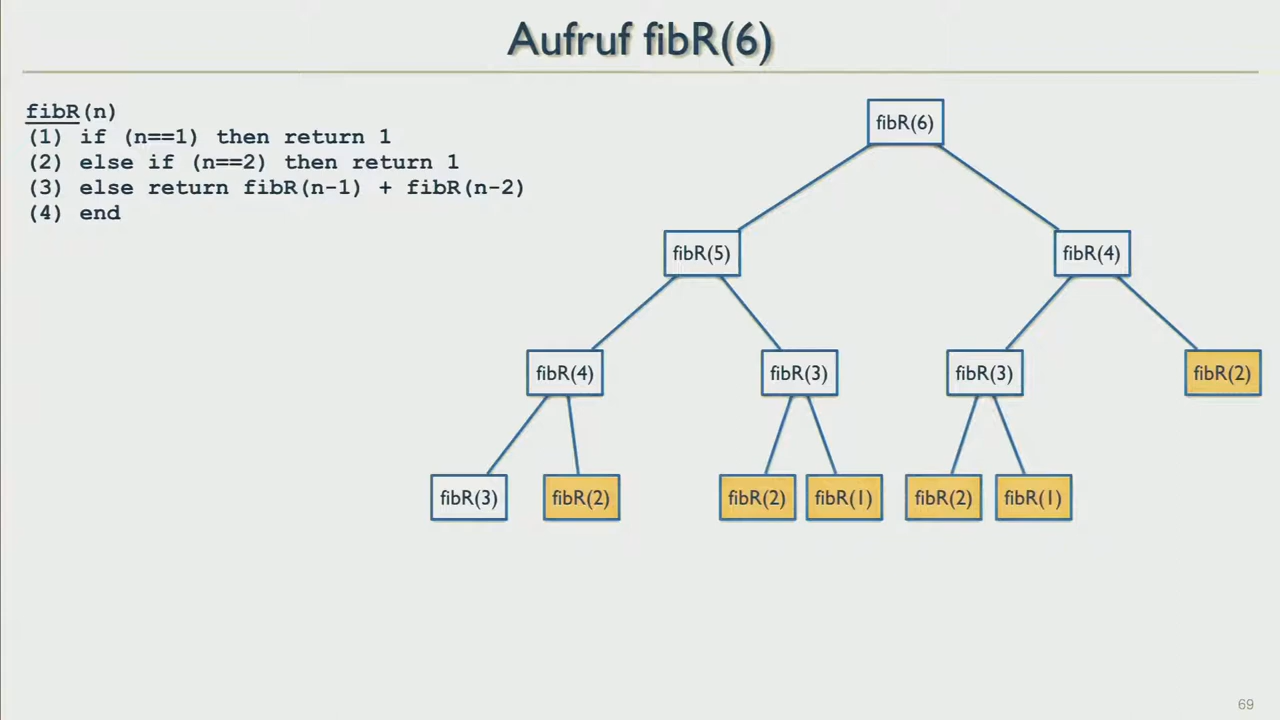 Aufruf fibR(6)
fibR(n)
(1) if (n==1) then return 1
(2) else if (n==2) then return 1
(3) else return fibR(n-1) + fibR(n-2)
(4) end
fibR(6)
fibR(5)
fibR(4)
fibR(4)
fibR(3)
fibR(3)
fibR(2)
fibR(3)
fibR(2)
fibR(2)
fibR(1)
fibR(2)
fibR(1)
69